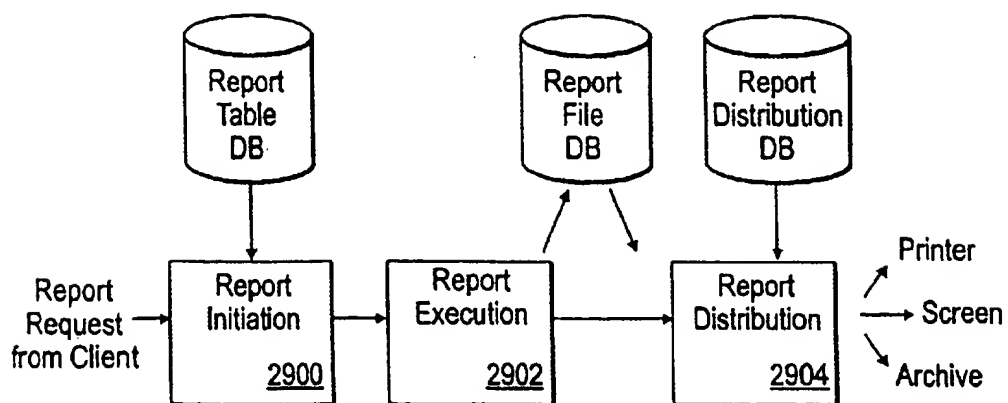 Report
Table
DB
Report
File
DB
Report
Distribution
DB
Report
Request
from Client
Report
Initiation
2900
Report
Execution
2902
Report
Distribution
2904
Printer
Screen
Archive